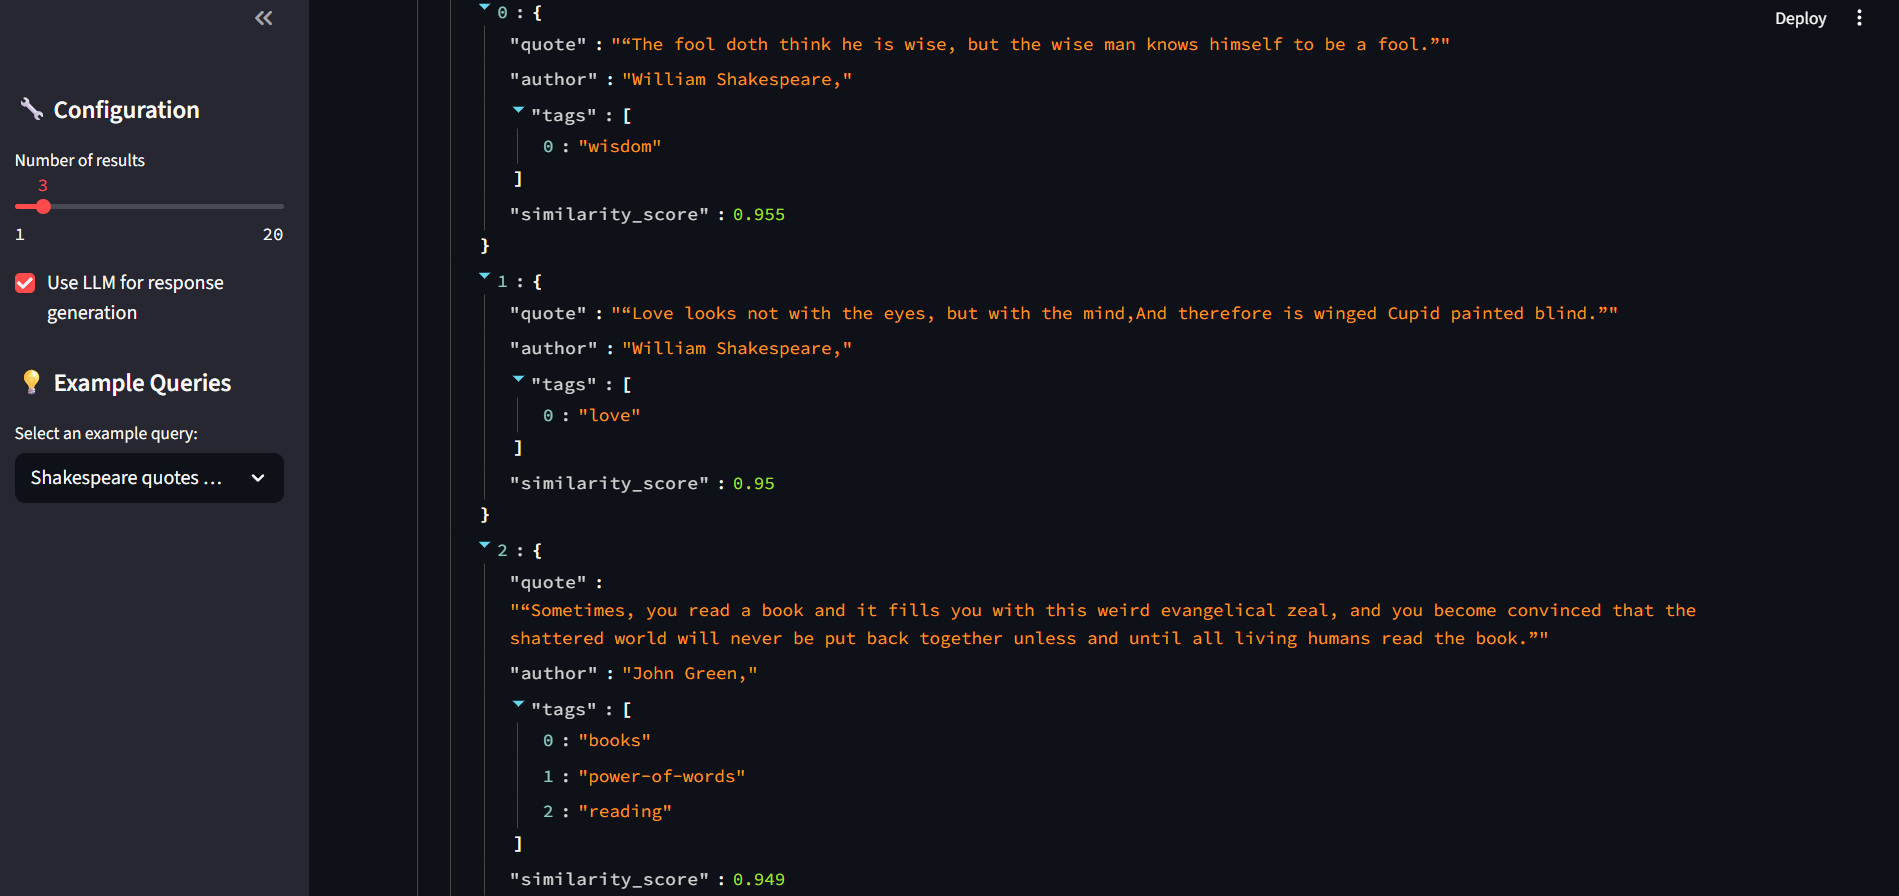 Configuration
Number of results
3
1 20
Use LLM for response
generation
Example Queries
Select an example query:
Shakespeare quotes ...
Deploy
0 : {
"quote" : "“The fool doth think he is wise, but the wise man knows himself to be a fool.”"
"author" : "William Shakespeare,"
"tags" : [
0 : "wisdom"
]
"similarity_score" : 0.955
}
1 : {
"quote" : "“Love looks not with the eyes, but with the mind,And therefore is winged Cupid painted blind.”"
"author" : "William Shakespeare,"
"tags" : [
0 : "love"
]
"similarity_score" : 0.95
}
2 : {
"quote" :
"“Sometimes, you read a book and it fills you with this weird evangelical zeal, and you become convinced that the
shattered world will never be put back together unless and until all living humans read the book.”"
"author" : "John Green,"
"tags" : [
0 : "books"
1 : "power-of-words"
2 : "reading"
]
"similarity_score" : 0.949